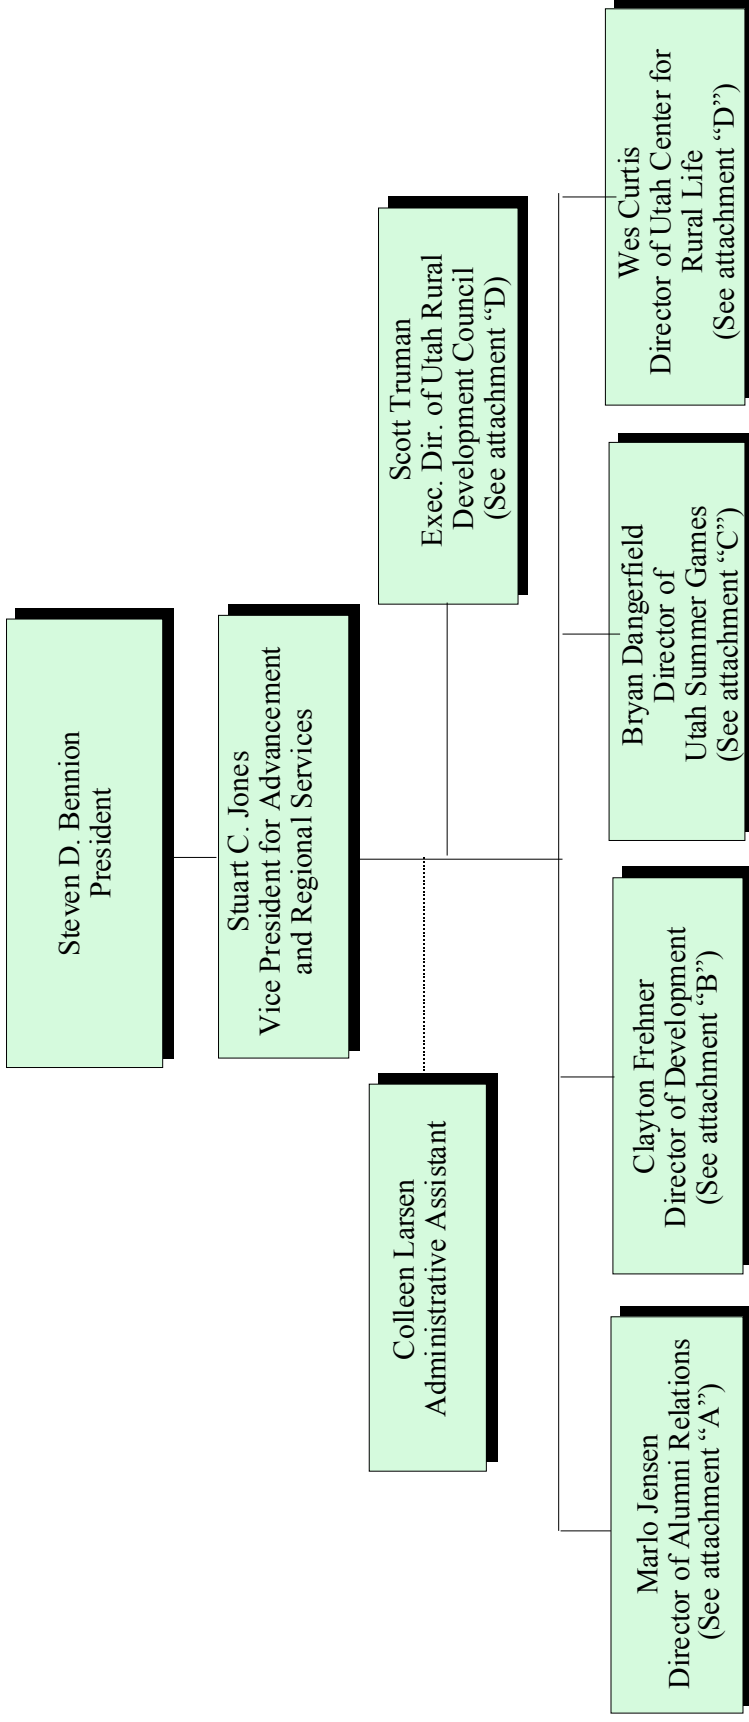 Steven D. Bennion
President
Stuart C. Jones
Vice President for Advancement
and Regional Services
Colleen Larsen
Administrative Assistant
Scott Truman
Exec. Dir. of Utah Rural
Development Council
(See attachment “D)
Marlo Jensen
Director of Alumni Relations
(See attachment “A”)
Clayton Frehner
Director of Development
(See attachment “B”)
Bryan Dangerfield
Director of
Utah Summer Games
(See attachment “C”)
Wes Curtis
Director of Utah Center for
Rural Life
(See attachment “D”)